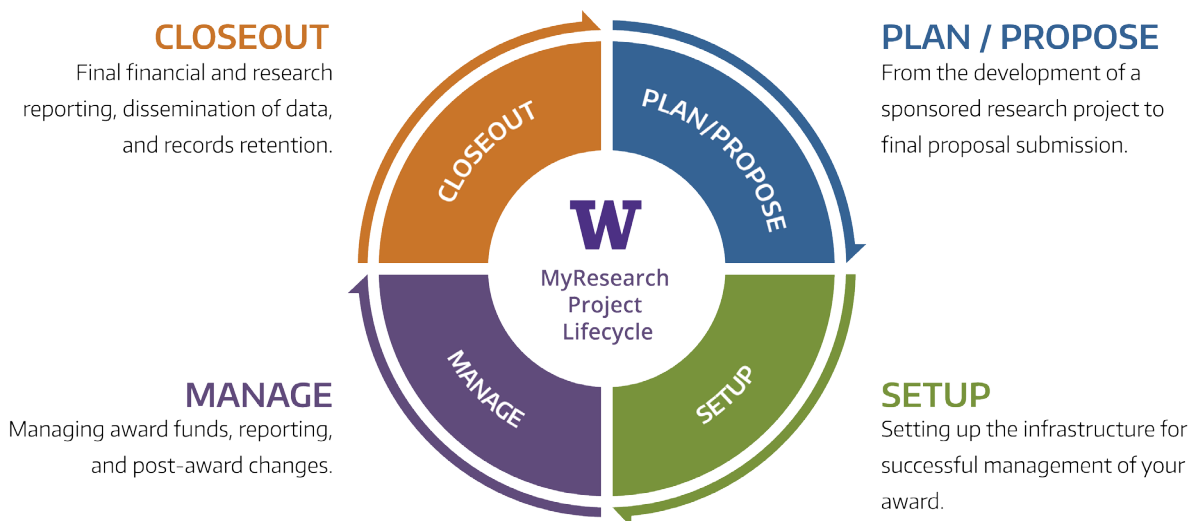 CLOSEOUT
Final financial and research
reporting, dissemination of data,
and records retention.
PLAN / PROPOSE
From the development of a
sponsored research project to
final proposal submission.
CLOSEOUT
PLAN/PROPOSE
W
MyResearch
Project
Lifecycle
MANAGE
SETUP
MANAGE
Managing award funds, reporting,
and post-award changes.
SETUP
Setting up the infrastructure for
successful management of your
award.